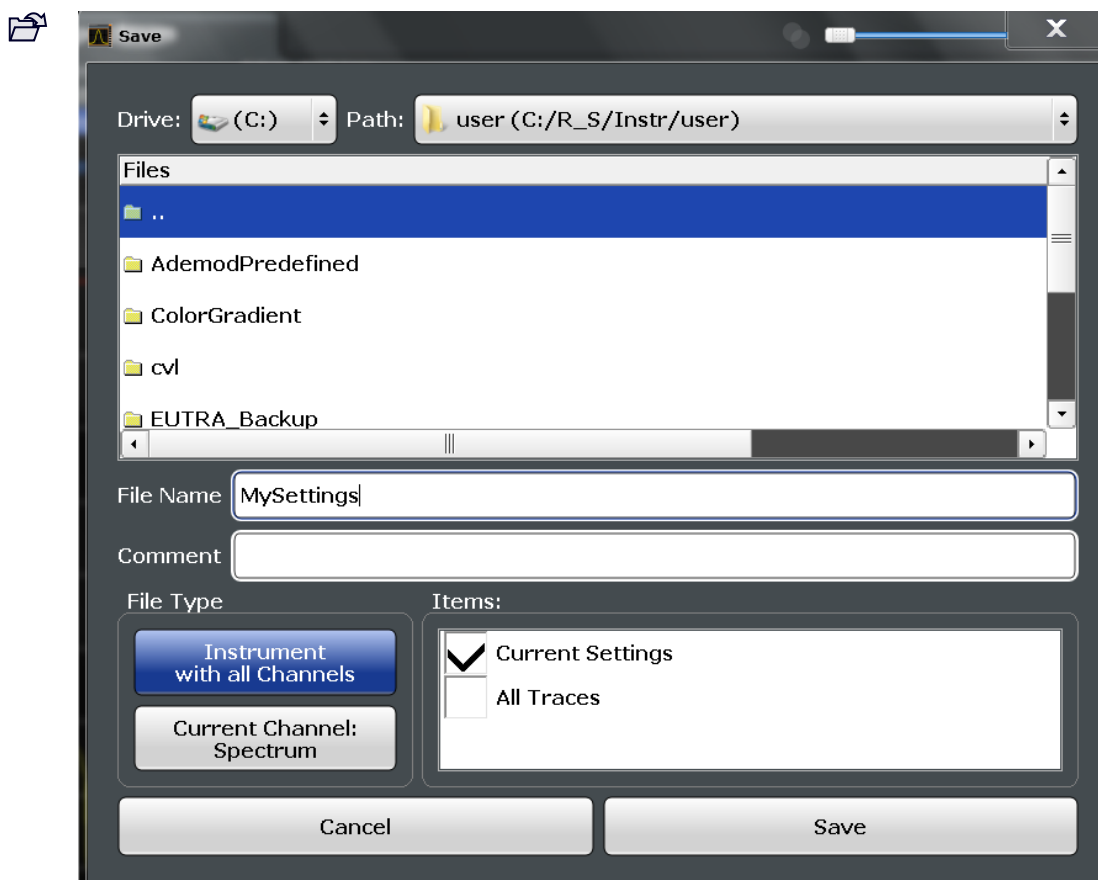 Save
X
Drive: (C:) Path: user (C:/R_S/Instr/user)
Files
..
AdemodPredefined
ColorGradient
cvl
EUTRA_Backup
File Name MySettings
Comment
File Type
Instrument
with all Channels
Current Channel:
Spectrum
Items:
Current Settings
All Traces
Cancel
Save